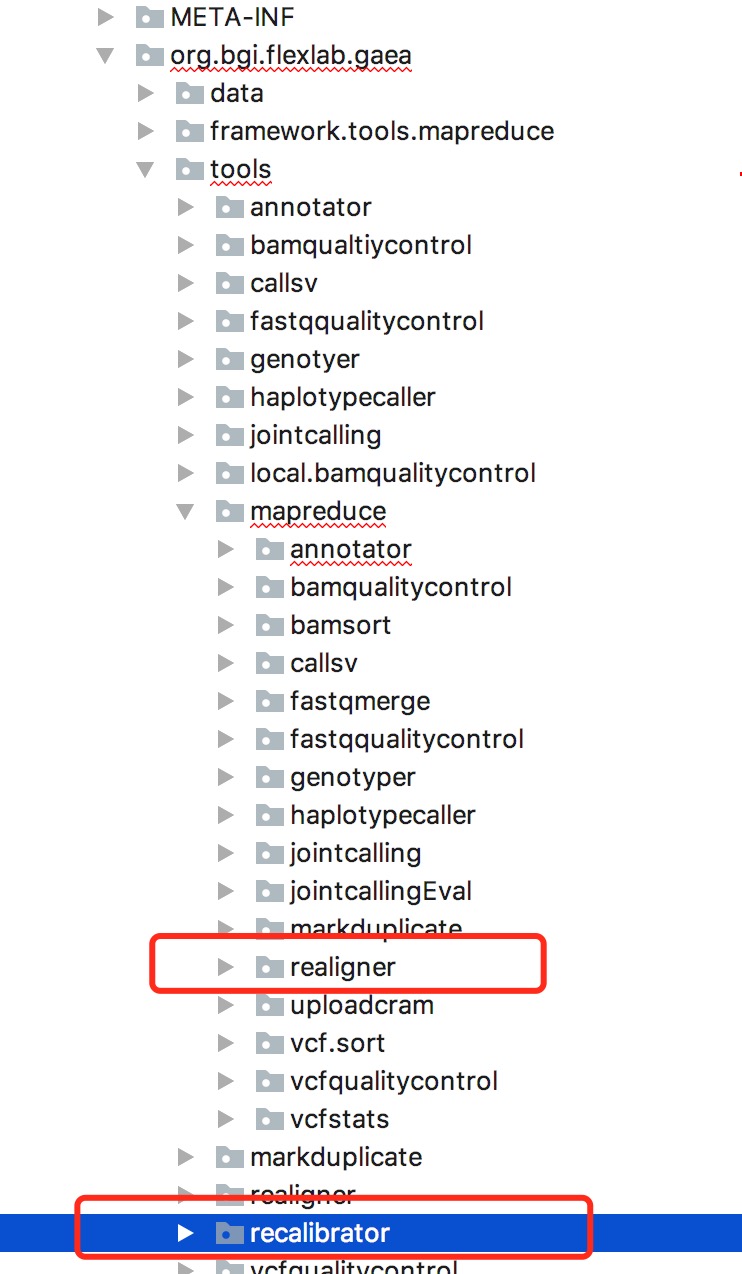 META-INF
org.bgi.flexlab.gaea
data
framework.tools.mapreduce
tools
annotator
bamqualtiycontrol
callsv
fastqqualitycontrol
genotyer
haplotypecaller
jointcalling
local.bamqualitycontrol
mapreduce
annotator
bamqualitycontrol
bamsort
callsv
fastqmerge
fastqqualitycontrol
genotyper
haplotypecaller
jointcalling
jointcallingEval
markduplicate
realigner
uploadcram
vcf.sort
vcfqualitycontrol
vcfstats
markduplicate
realigner
recalibrator
vcfqualitycontrol